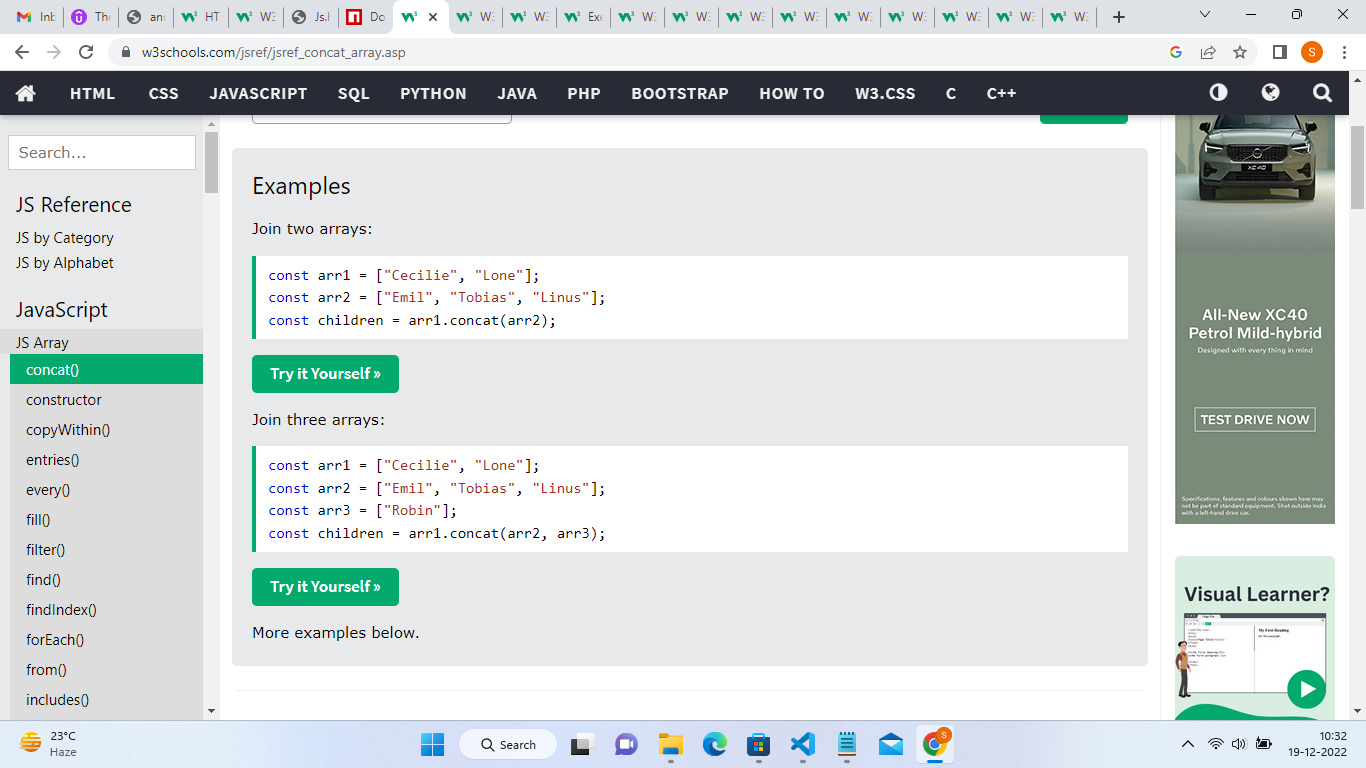 Inb
The
and
HT
W3
Js.h
Do
W3
W3
Exe
W3
W3
W3
W3
W3
W3
W3
W3
W3
w3schools.com/jsref/jsref_concat_array.asp
S
HTML CSS JAVASCRIPT SQL PYTHON JAVA PHP BOOTSTRAP HOW TO W3.CSS C C++
Search...
JS Reference
JS by Category
JS by Alphabet
JavaScript
JS Array
concat()
constructor
copyWithin()
entries()
every()
fill()
filter()
find()
findIndex()
forEach()
from()
includes()
Examples
Join two arrays:
const arr1 = ["Cecilie", "Lone"];
const arr2 = ["Emil", "Tobias", "Linus"];
const children = arr1.concat(arr2);
Try it Yourself »
Join three arrays:
const arr1 = ["Cecilie", "Lone"];
const arr2 = ["Emil", "Tobias", "Linus"];
const arr3 = ["Robin"];
const children = arr1.concat(arr2, arr3);
Try it Yourself »
More examples below.
XC40
All-New XC40
Petrol Mild-hybrid
Designed with every thing in mind
TEST DRIVE NOW
Specifications, features and colours shown here may
not be part of standard equipment. Shot outside India
with a left-hand drive car.
Visual Learner?
My First Heading
23°C
Haze
Search
S
10:32
19-12-2022